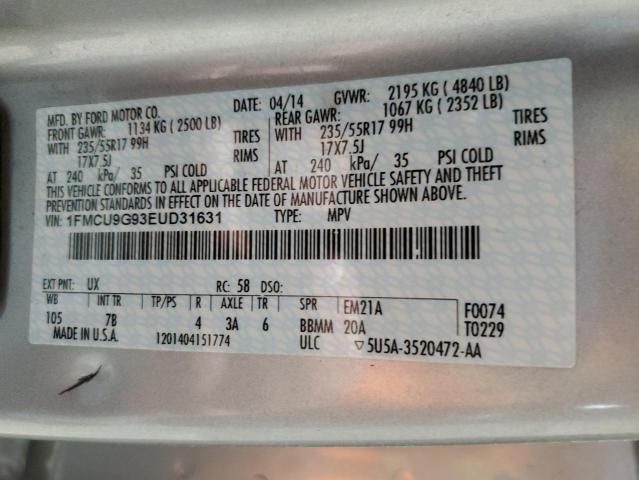 MFD. BY FORD MOTOR CO.
DATE: 04/14 GVWR: 2195 KG ( 4840 LB)
FRONT GAWR: 1134 KG ( 2500 LB) REAR GAWR: 1067 KG ( 2352 LB)
WITH 235/55R17 99H TIRES WITH 235/55R17 99H TIRES
17X7.5J RIMS 17X7.5J RIMS
AT 240 kPa/ 35 PSI COLD AT 240 kPa/ 35 PSI COLD
THIS VEHICLE CONFORMS TO ALL APPLICABLE FEDERAL MOTOR VEHICLE SAFETY AND THEFT
PREVENTION STANDARDS IN EFFECT ON THE DATE OF MANUFACTURE SHOWN ABOVE.
VIN: 1FMCU9G93EUD31631 TYPE: MPV
EXT PNT: UX RC: 58 DSO:
WB INT TR TP/PS R AXLE TR SPR EM21A F0074
105 7B 4 3A 6 BBMM 20A T0229
MADE IN U.S.A. 1201404151774 ULC ▽5U5A-3520472-AA